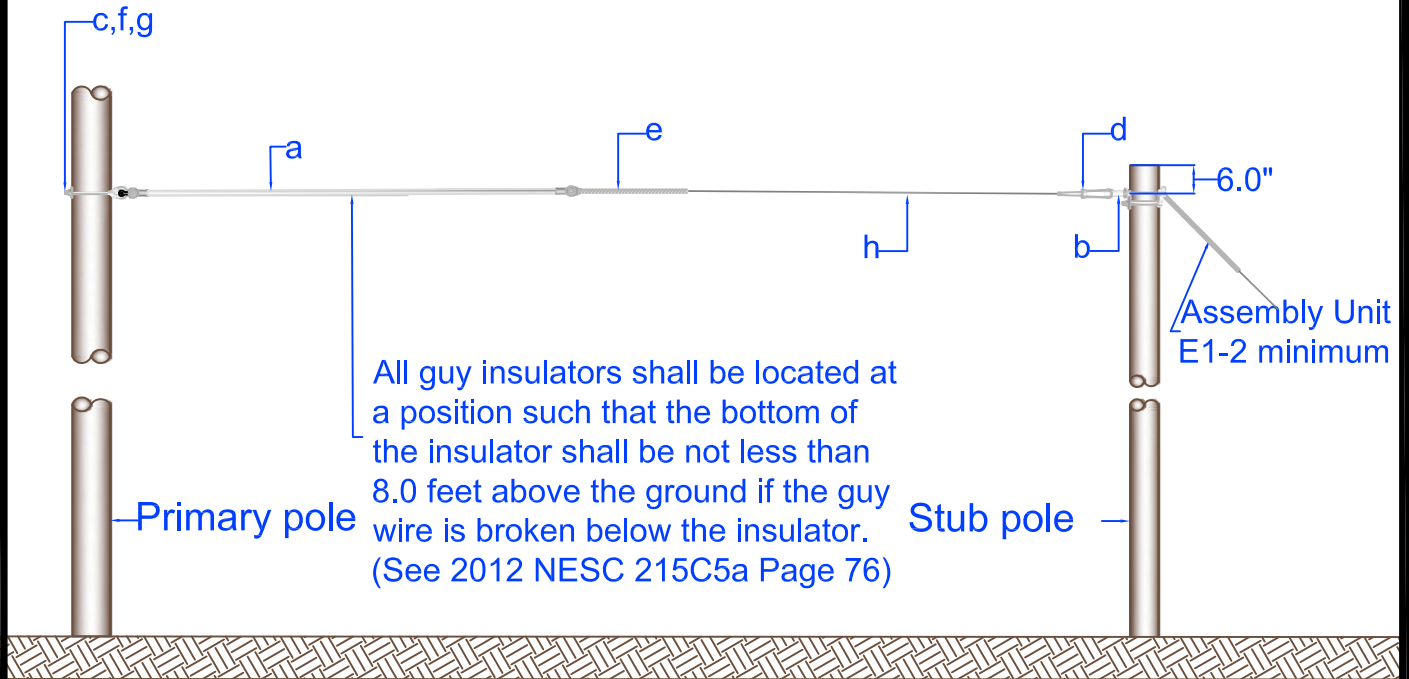 c,f,g
a
e
d
6.0"
h
b
Assembly Unit
E1-2 minimum
All guy insulators shall be located at
a position such that the bottom of
the insulator shall be not less than
8.0 feet above the ground if the guy
wire is broken below the insulator.
(See 2012 NESC 215C5a Page 76)
Primary pole
Stub pole